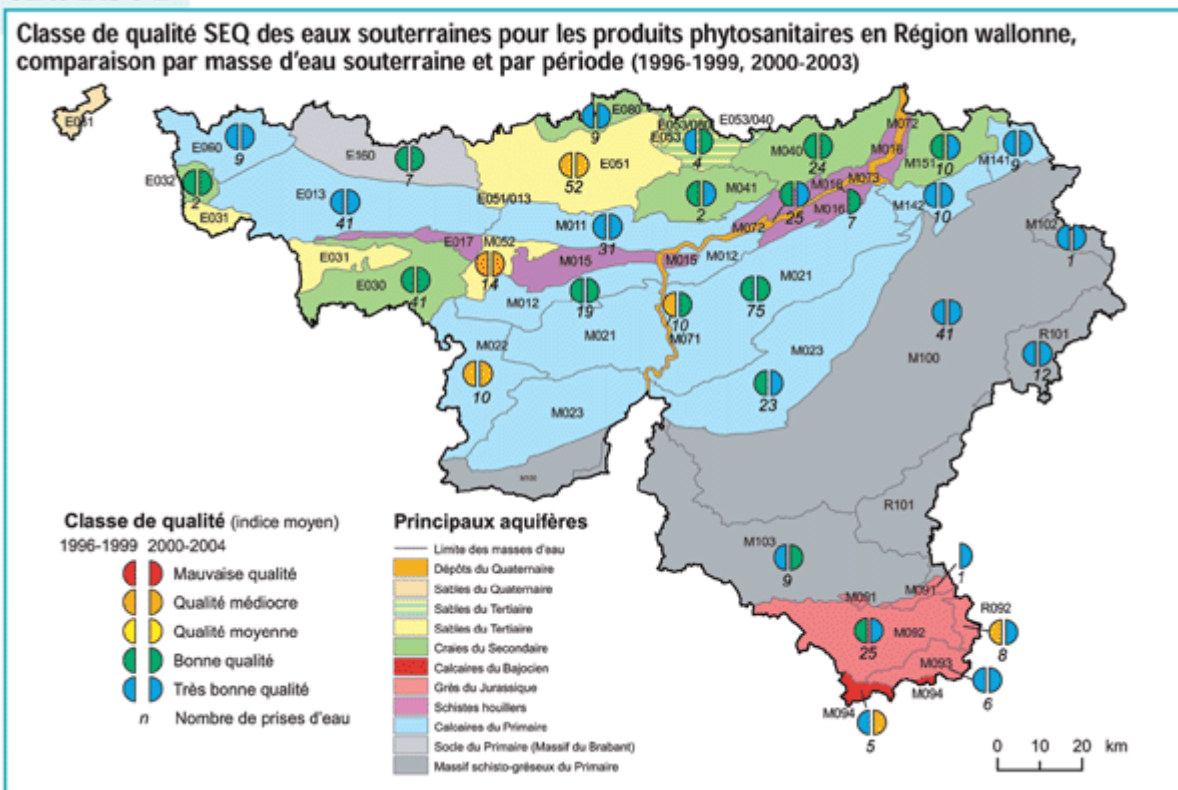 Classe de qualité SEQ des eaux souterraines pour les produits phytosanitaires en Région wallonne,
comparaison par masse d'eau souterraine et par période (1996-1999, 2000-2003)
E061
E060
9
E160
7
E080
9
E053/060
E053
E053/040
4
E051
52
M040
24
M072
M016
M151
10
M141
9
E032
2
E031
E013
41
E051/013
M041
2
M016
M073
25
M016
7
M142
10
M011
31
M072
M102
1
E017
M052
14
E031
E030
41
M015
M015
M012
M012
19
M021
75
M021
10
M071
M022
10
M023
23
M023
41
M100
R101
12
R101
M103
9
1
M091
M091
M092
25
R092
8
M093
6
M094
M094
5
Classe de qualité (indice moyen)
1996-1999 2000-2004
Mauvaise qualité
Qualité médiocre
Qualité moyenne
Bonne qualité
Très bonne qualité
n Nombre de prises d'eau
Principaux aquifères
Limite des masses d'eau
Dépôts du Quaternaire
Sables du Quaternaire
Sables du Tertiaire
Sables du Tertiaire
Craies du Secondaire
Calcaires du Bajocien
Grès du Jurassique
Schistes houillers
Calcaires du Primaire
Socle du Primaire (Massif du Brabant)
Massif schisto-gréseux du Primaire
0 10 20 km